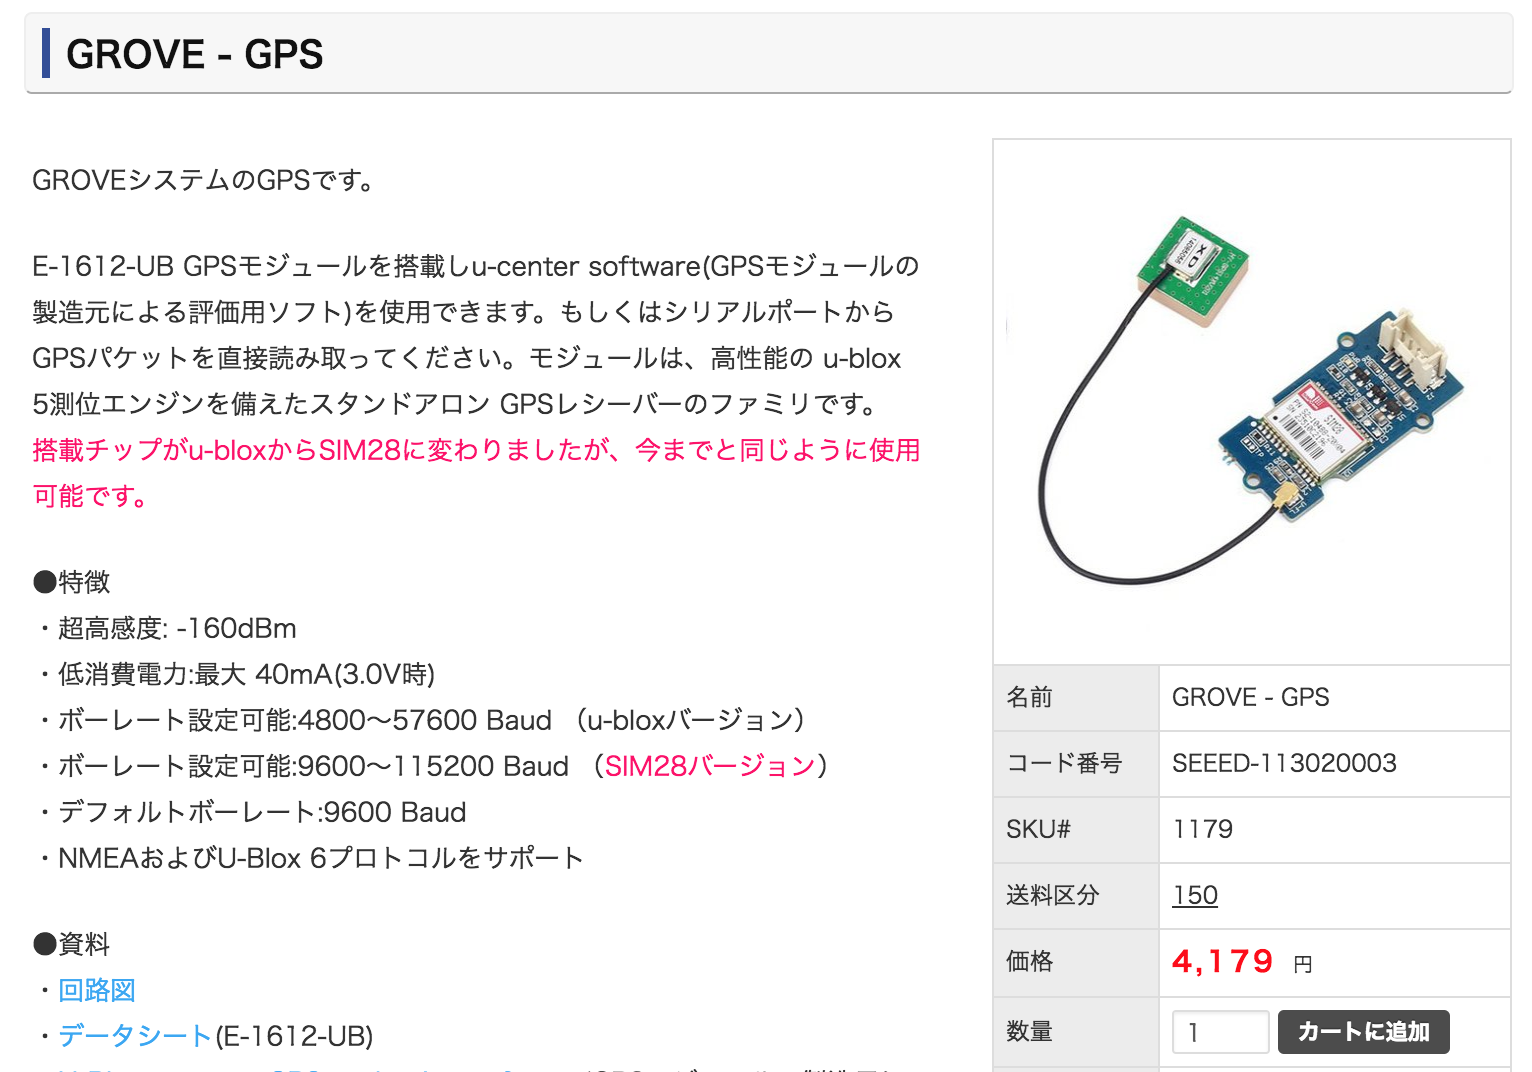 GROVE - GPS
GROVEシステムのGPSです。
E-1612-UB GPSモジュールを搭載しu-center software(GPSモジュールの
製造元による評価用ソフト)を使用できます。もしくはシリアルポートから
GPSパケットを直接読み取ってください。モジュールは、高性能の u-blox
5測位エンジンを備えたスタンドアロン GPSレシーバーのファミリです。
搭載チップがu-bloxからSIM28に変わりましたが、今までと同じように使用
可能です。
●特徴
・超高感度: -160dBm
・低消費電力:最大 40mA(3.0V時)
・ボーレート設定可能:4800〜57600 Baud （u-bloxバージョン）
・ボーレート設定可能:9600〜115200 Baud （SIM28バージョン）
・デフォルトボーレート:9600 Baud
・NMEAおよびU-Blox 6プロトコルをサポート
●資料
・回路図
・データシート(E-1612-UB)
XD
SIM28
名前 GROVE - GPS
コード番号 SEEED-113020003
SKU# 1179
送料区分 150
価格 4,179 円
数量 1 カートに追加